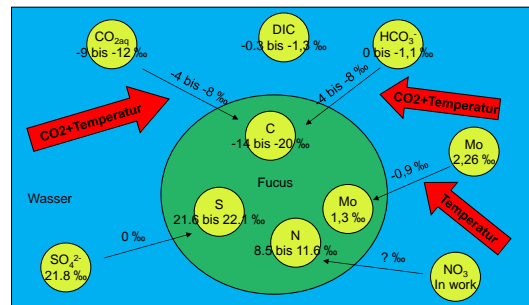 CO2aq
-9 bis -12 ‰
DIC
-0.3 bis -1,3 ‰
HCO3-
0 bis -1,1 ‰
-4 bis -8 ‰
-4 bis -8 ‰
CO2+Temperatur
CO2+Temperatur
C
-14 bis -20 ‰
Mo
2,26 ‰
-0,9 ‰
Fucus
Wasser
S
21.6 bis 22.1 ‰
Mo
1,3 ‰
Temperatur
N
8.5 bis 11.6 ‰
0 ‰
? ‰
SO42-
21.8 ‰
NO3
In work